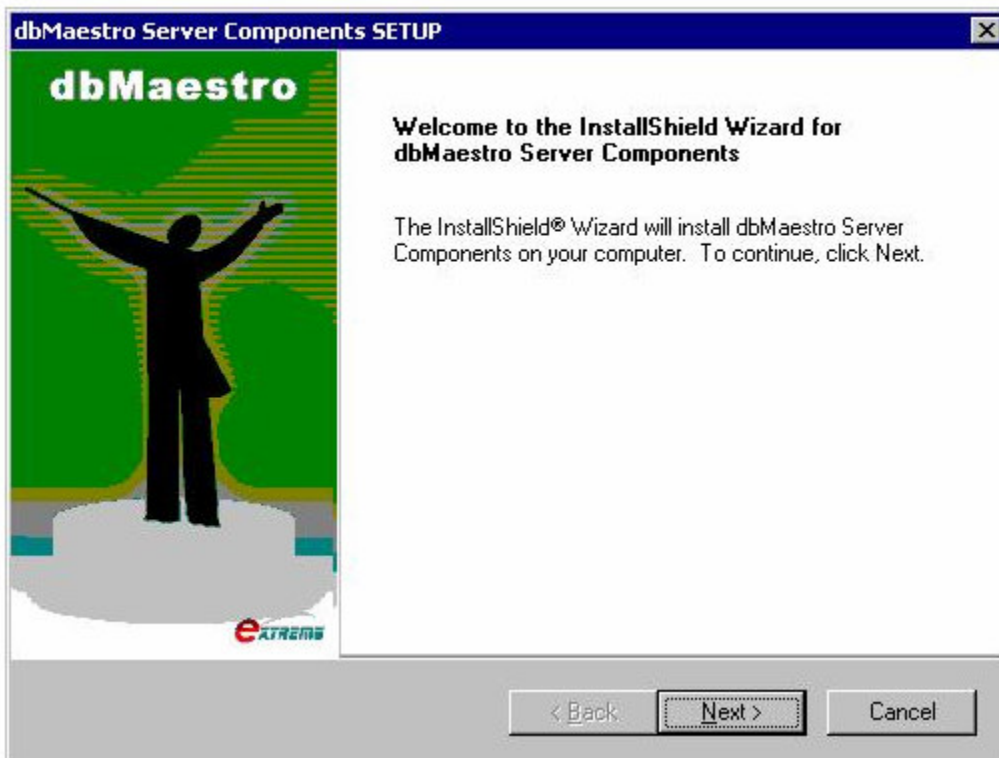 dbMaestro Server Components SETUP
dbMaestro
Welcome to the InstallShield Wizard for
dbMaestro Server Components
The InstallShield® Wizard will install dbMaestro Server
Components on your computer.  To continue, click Next.
eXTREME
< Back
Next >
Cancel